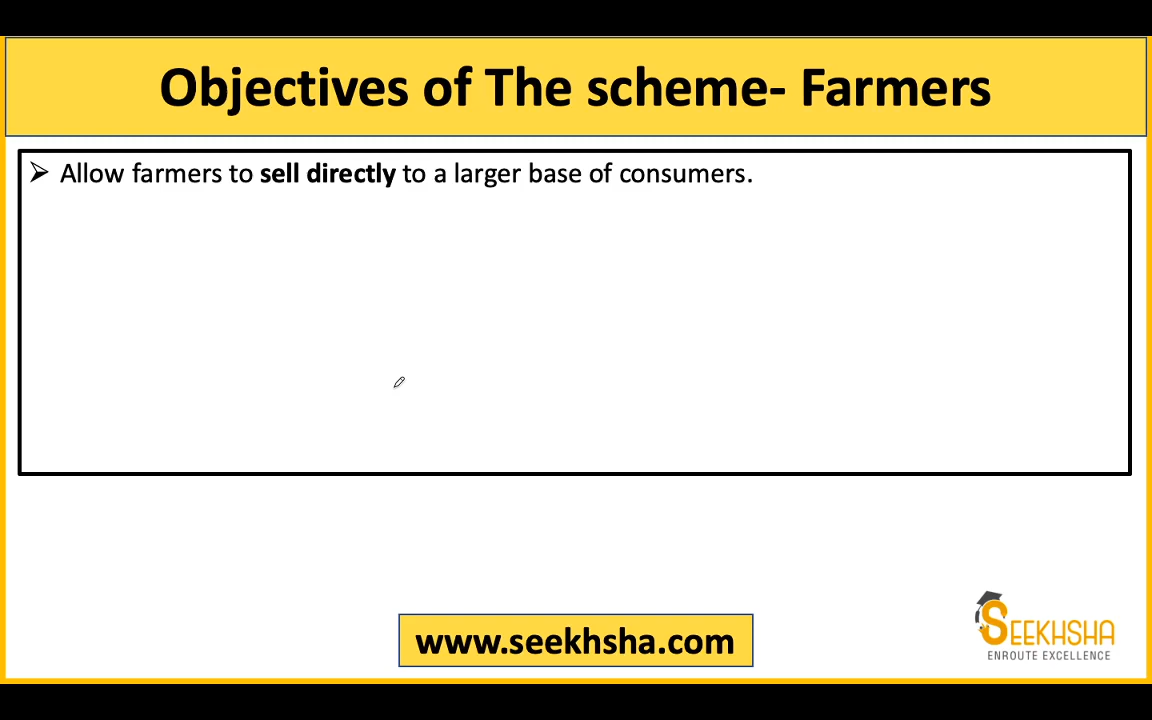 Objectives of The scheme- Farmers
Allow farmers to sell directly to a larger base of consumers.
www.seekhsha.com
SEEKHSHA
ENROUTE EXCELLENCE